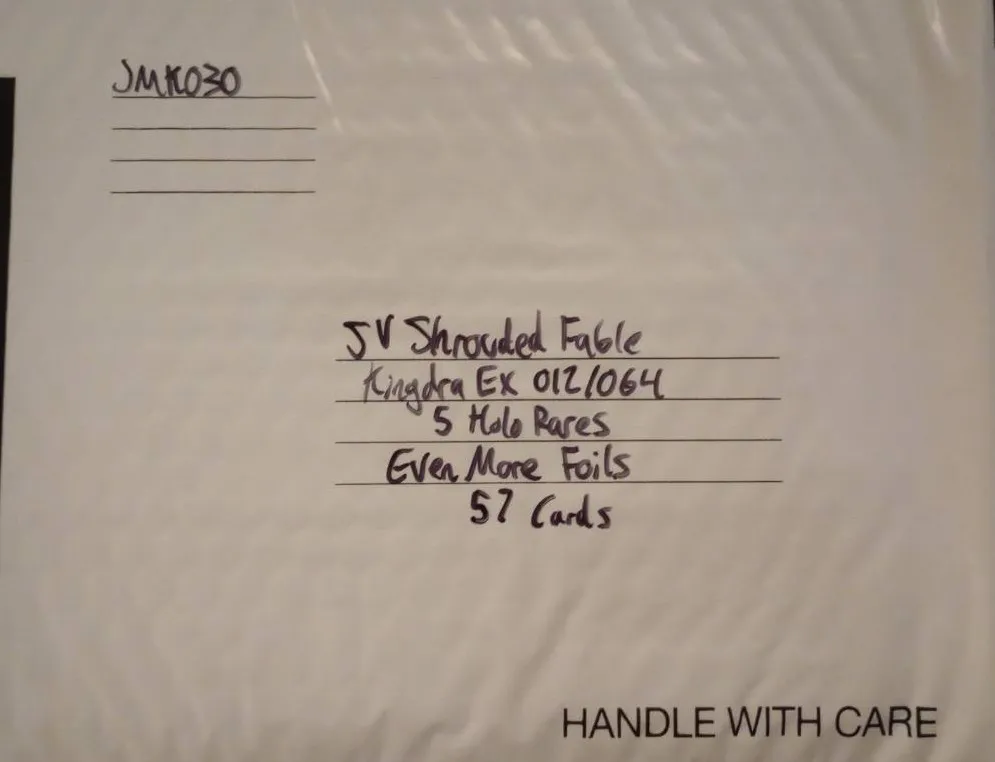 JMK030
SV Shrouded Fable
Kingdra Ex 012/064
5 Holo Rares
Even More Foils
57 Cards
HANDLE WITH CARE